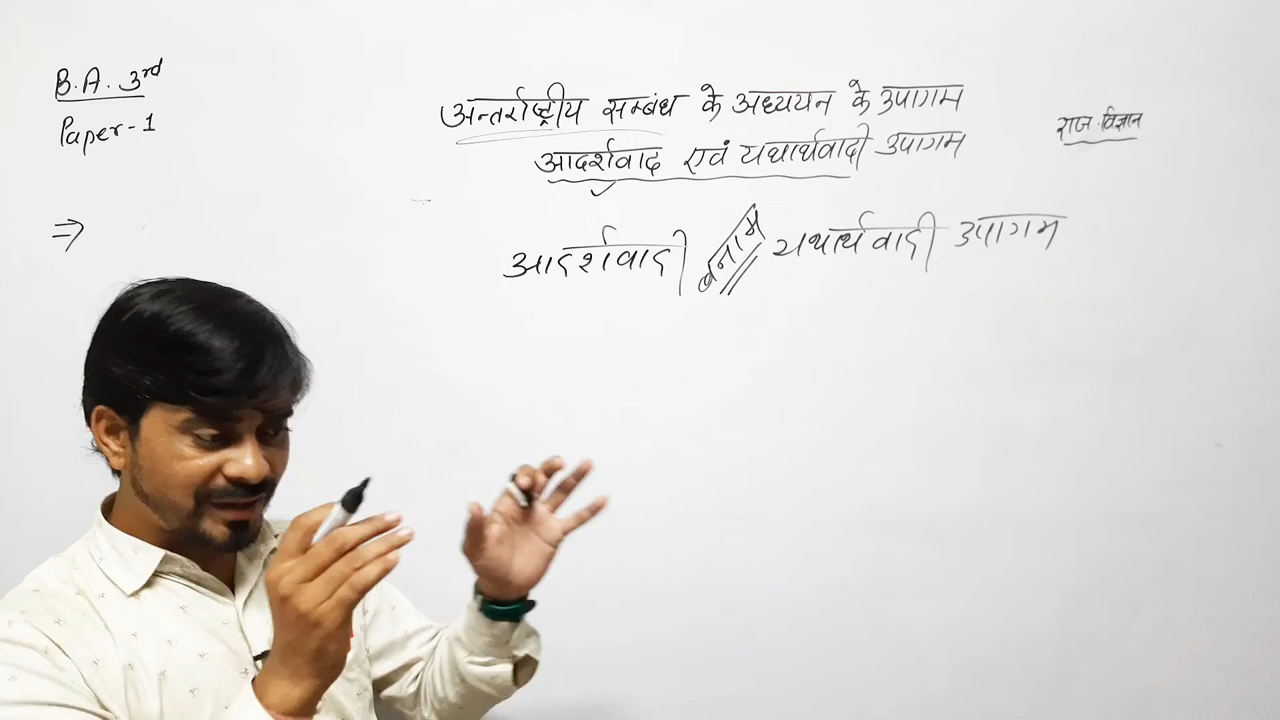 B.A. 3rd
Paper-1
अन्तर्राष्ट्रीय सम्बंध के अध्ययन के उपागम
आदर्शवाद एवं यथार्थवादी उपागम
राज. विज्ञान
⇒
आदर्शवादी बनाम यथार्थवादी उपागम